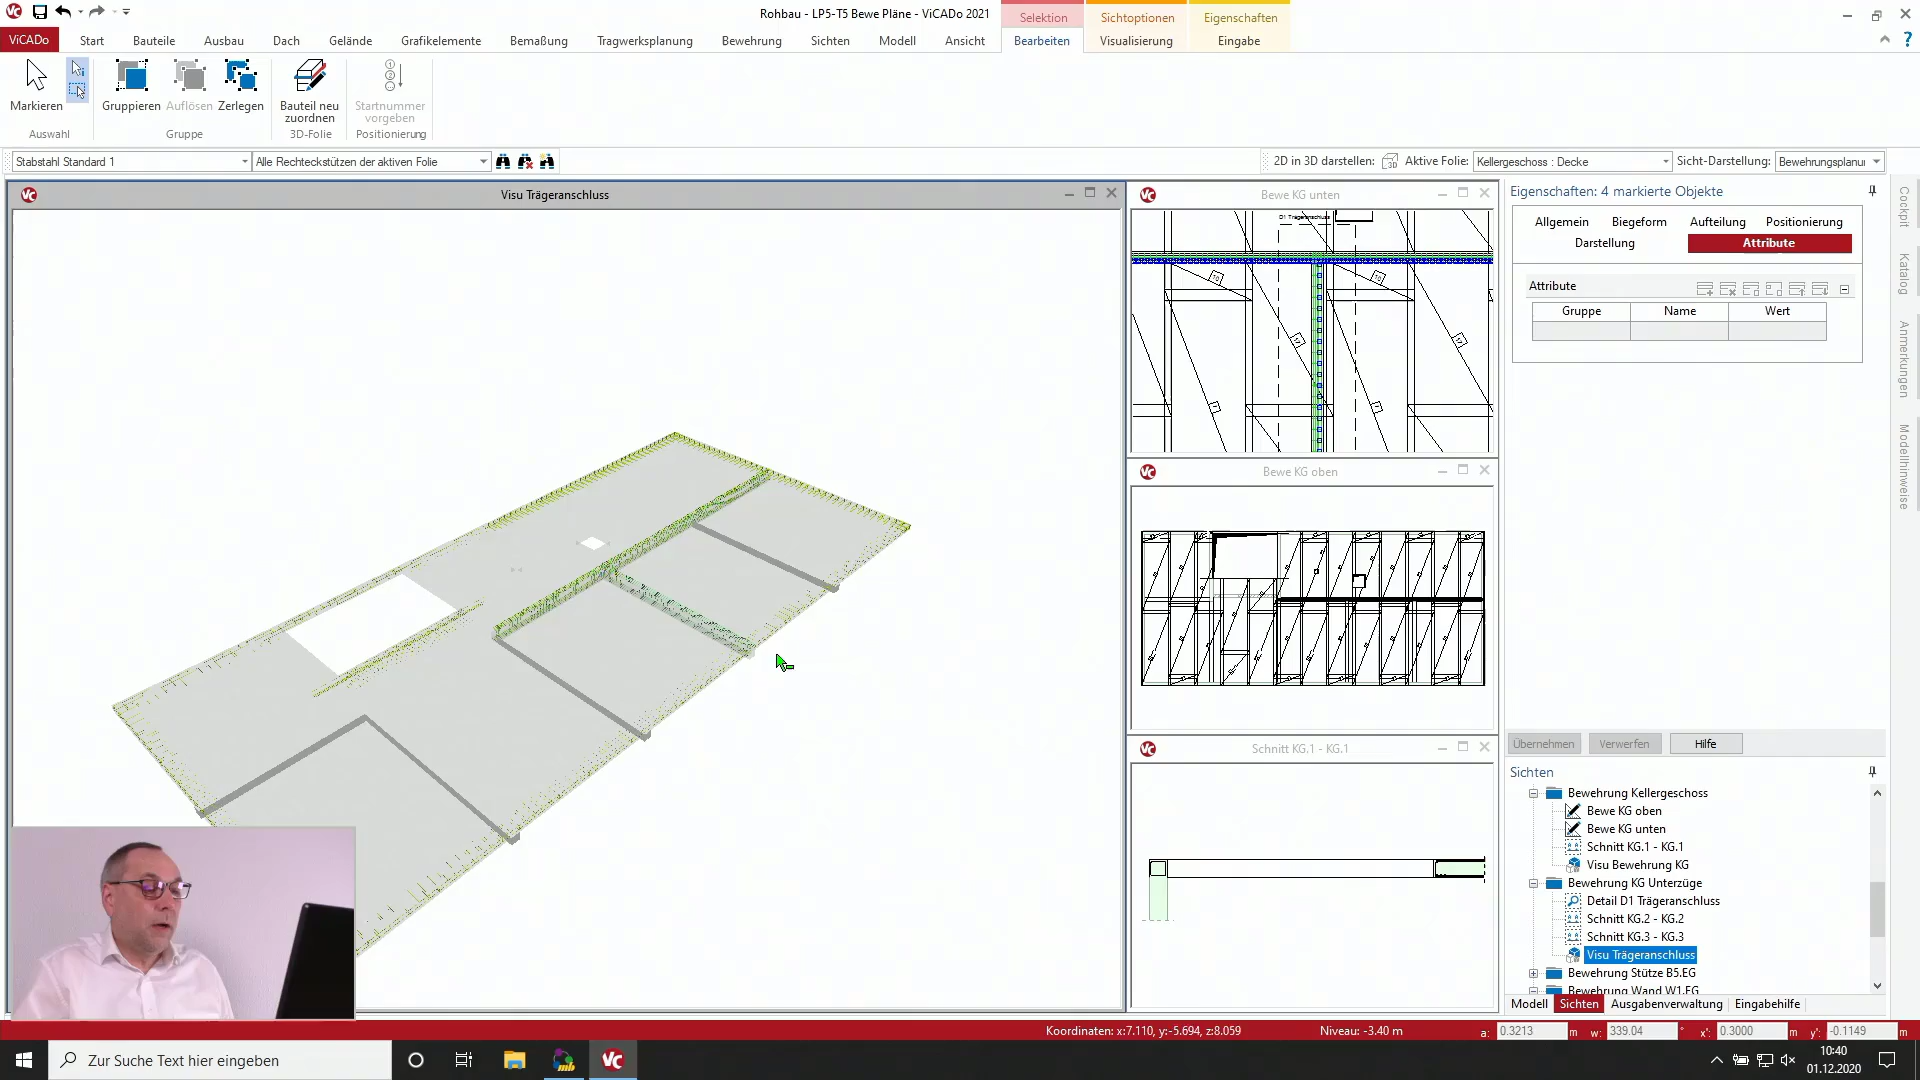 Rohbau - LP5-T5 Bewe Pläne - ViCADo 2021
Selektion
Sichtoptionen
Eigenschaften
ViCADo
Start
Bauteile
Ausbau
Dach
Gelände
Grafikelemente
Bemaßung
Tragwerksplanung
Bewehrung
Sichten
Modell
Ansicht
Bearbeiten
Visualisierung
Eingabe
Markieren
Gruppieren
Auflösen
Zerlegen
Bauteil neu
zuordnen
Startnummer
vorgeben
Auswahl
Gruppe
3D-Folie
Positionierung
Stabstahl Standard 1
Alle Rechteckstützen der aktiven Folie
2D in 3D darstellen:
Aktive Folie:
Kellergeschoss : Decke
Sicht-Darstellung:
Bewehrungsplanu
Visu Trägeranschluss
Bewe KG unten
D1 Trägeranschluss
Bewe KG oben
Schnitt KG.1 - KG.1
Eigenschaften: 4 markierte Objekte
Allgemein
Biegeform
Aufteilung
Positionierung
Darstellung
Attribute
Attribute
Gruppe
Name
Wert
Übernehmen
Verwerfen
Hilfe
Cockpit
Katalog
Anmerkungen
Modellhinweise
Sichten
Bewehrung Kellergeschoss
Bewe KG oben
Bewe KG unten
Schnitt KG.1 - KG.1
Visu Bewehrung KG
Bewehrung KG Unterzüge
Detail D1 Trägeranschluss
Schnitt KG.2 - KG.2
Schnitt KG.3 - KG.3
Visu Trägeranschluss
Bewehrung Stütze B5.EG
Bewehrung Wand W1.EG
Modell
Sichten
Ausgabenverwaltung
Eingabehilfe
Koordinaten: x:7.110, y:-5.694, z:8.059
Niveau: -3.40 m
a: 0.3213 m
w: 339.04 °
x': 0.3000 m
y': -0.1149 m
Zur Suche Text hier eingeben
mb
10:40
01.12.2020